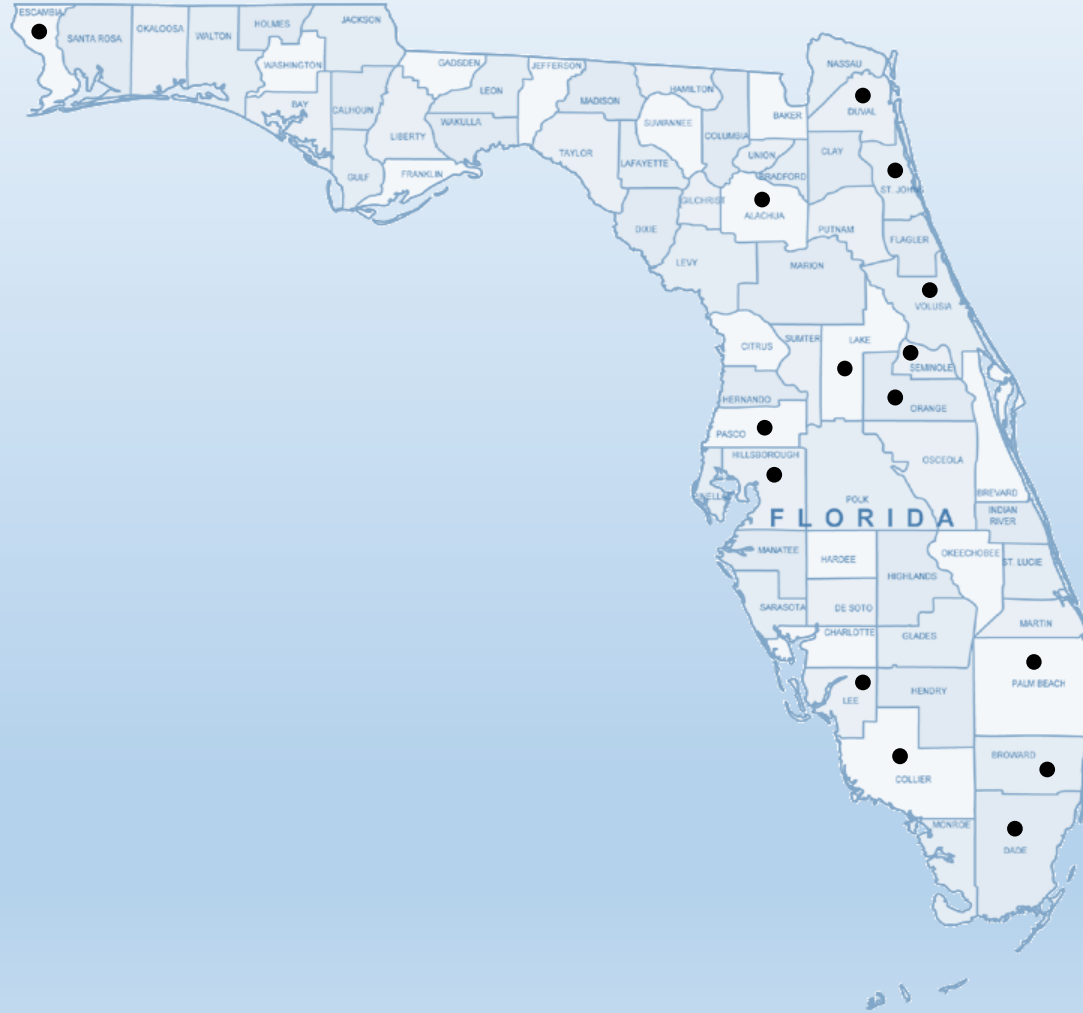 ESCAMBIA
SANTA ROSA
OKALOOSA
WALTON
HOLMES
JACKSON
WASHINGTON
BAY
CALHOUN
GULF
GADSDEN
LIBERTY
FRANKLIN
LEON
WAKULLA
JEFFERSON
MADISON
TAYLOR
HAMILTON
SUWANNEE
LAFAYETTE
DIXIE
COLUMBIA
GILCHRIST
LEVY
BAKER
UNION
BRADFORD
ALACHUA
NASSAU
DUVAL
CLAY
ST. JOHNS
PUTNAM
FLAGLER
MARION
VOLUSIA
CITRUS
SUMTER
LAKE
SEMINOLE
HERNANDO
ORANGE
PASCO
HILLSBOROUGH
POLK
OSCEOLA
BREVARD
INDIAN
RIVER
FLORIDA
MANATEE
HARDEE
HIGHLANDS
OKEECHOBEE
ST. LUCIE
SARASOTA
DE SOTO
MARTIN
CHARLOTTE
GLADES
LEE
HENDRY
PALM BEACH
COLLIER
BROWARD
MONROE
DADE